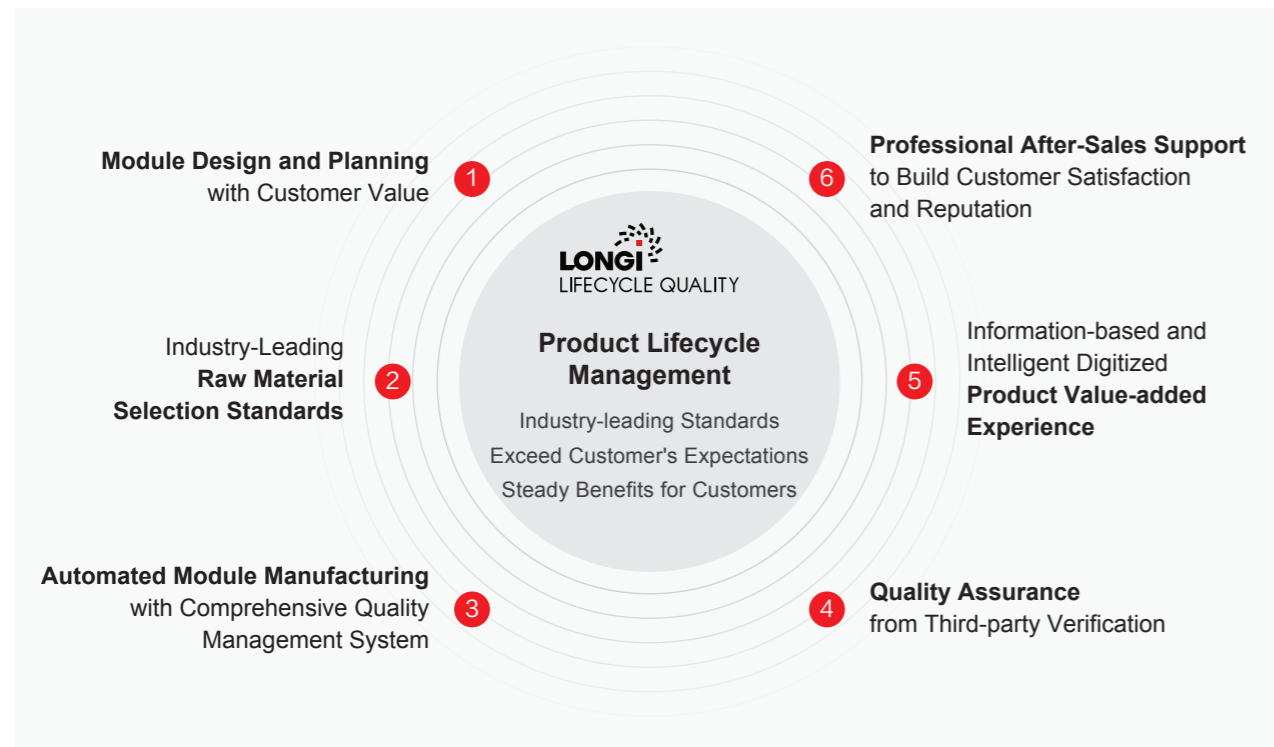 Module Design and Planning
with Customer Value
1
Industry-Leading
Raw Material
Selection Standards
2
Automated Module Manufacturing
with Comprehensive Quality
Management System
3
LONGi
LIFECYCLE QUALITY
Product Lifecycle
Management
Industry-leading Standards
Exceed Customer's Expectations
Steady Benefits for Customers
4
Quality Assurance
from Third-party Verification
5
Information-based and
Intelligent Digitized
Product Value-added
Experience
6
Professional After-Sales Support
to Build Customer Satisfaction
and Reputation